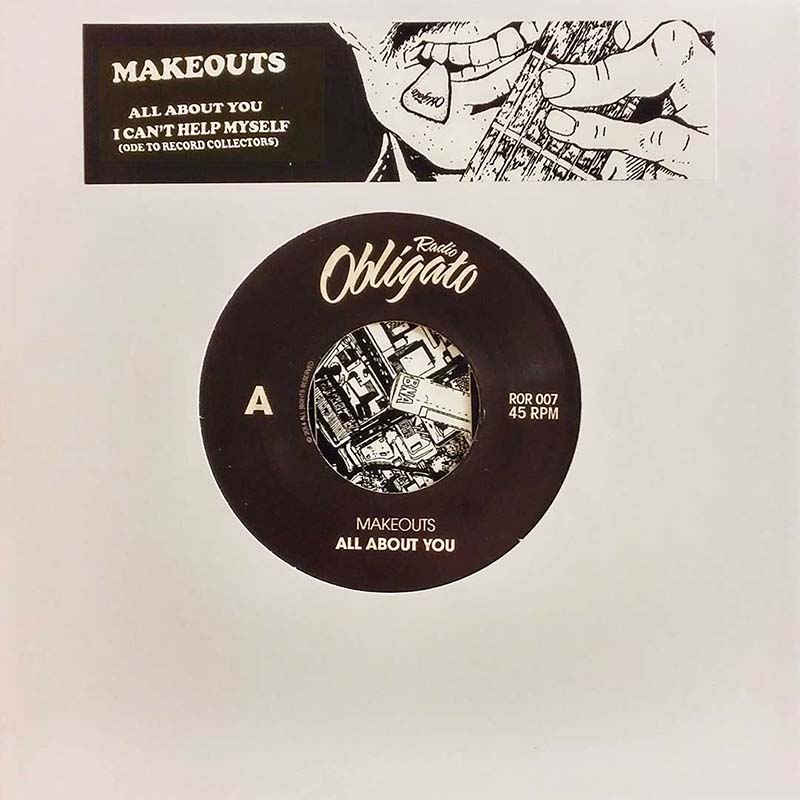 MAKEOUTS
ALL ABOUT YOU
I CAN'T HELP MYSELF
(ODE TO RECORD COLLECTORS)
Radio
Obligato
A
ROR 007
45 RPM
MAKEOUTS
ALL ABOUT YOU